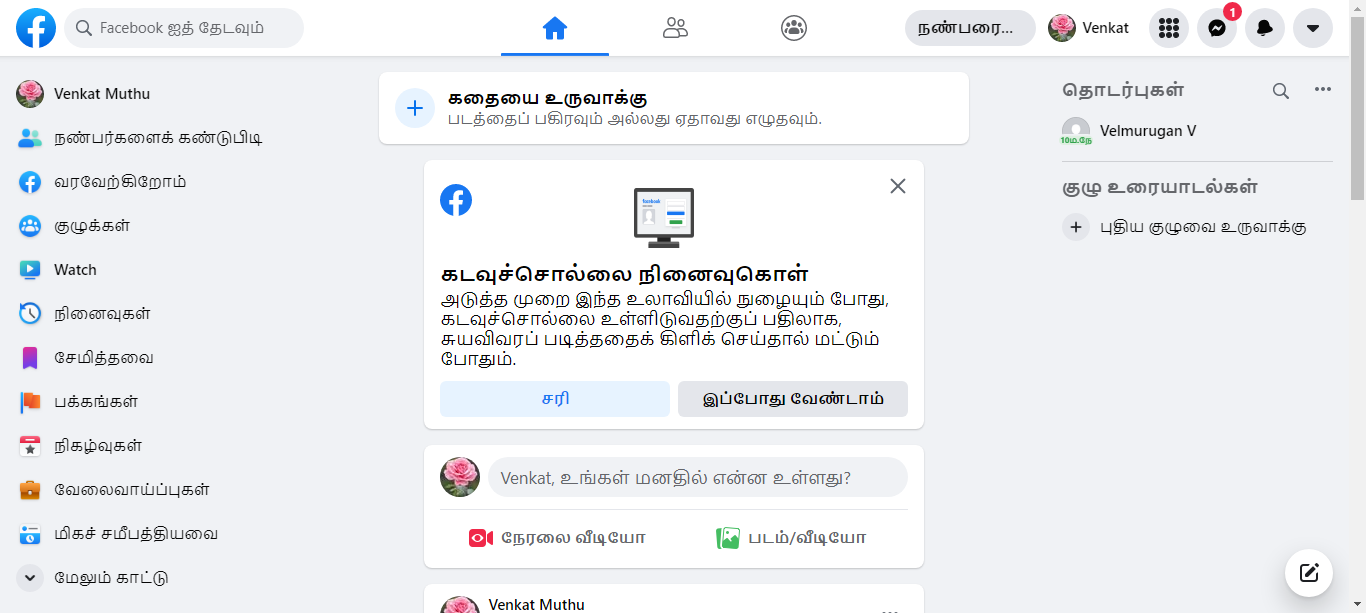 Facebook ஐத் தேடவும்
நண்பரை...
Venkat
1
Venkat Muthu
நண்பர்களைக் கண்டுபிடி
வரவேற்கிறோம்
குழுக்கள்
Watch
நினைவுகள்
சேமித்தவை
பக்கங்கள்
நிகழ்வுகள்
வேலைவாய்ப்புகள்
மிகச் சமீபத்தியவை
மேலும் காட்டு
கதையை உருவாக்கு
படத்தைப் பகிரவும் அல்லது ஏதாவது எழுதவும்.
facebook
கடவுச்சொல்லை நினைவுகொள்
அடுத்த முறை இந்த உலாவியில் நுழையும் போது,
கடவுச்சொல்லை உள்ளிடுவதற்குப் பதிலாக,
சுயவிவரப் படித்ததைக் கிளிக் செய்தால் மட்டும்
போதும்.
சரி
இப்போது வேண்டாம்
Venkat, உங்கள் மனதில் என்ன உள்ளது?
நேரலை வீடியோ
படம்/வீடியோ
Venkat Muthu
தொடர்புகள்
Velmurugan V
10ம.நே
குழு உரையாடல்கள்
புதிய குழுவை உருவாக்கு